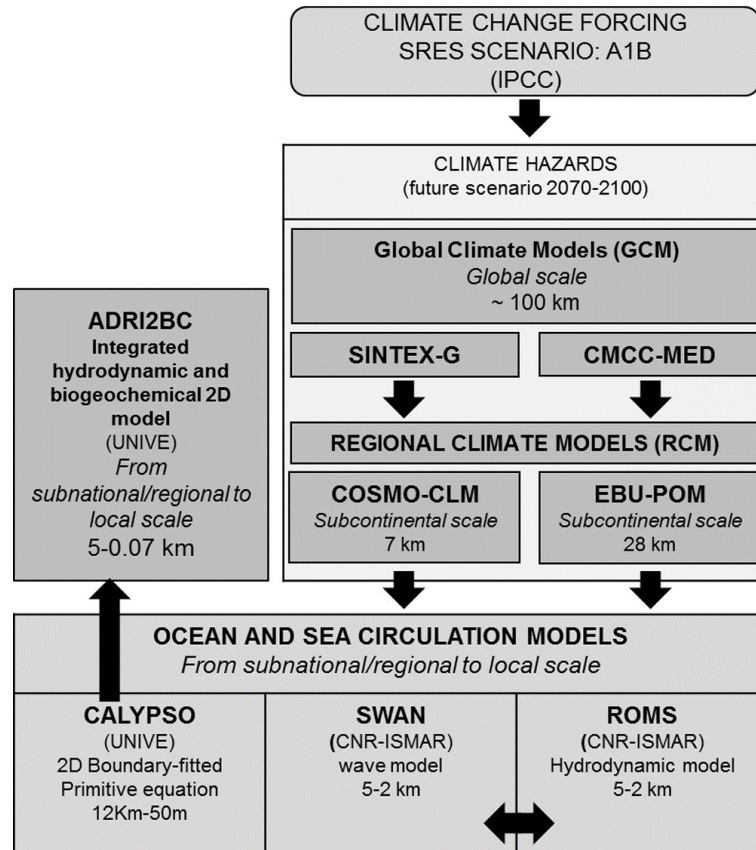 CLIMATE CHANGE FORCING
SRES SCENARIO: A1B
(IPCC)
CLIMATE HAZARDS
(future scenario 2070-2100)
Global Climate Models (GCM)
Global scale
~ 100 km
SINTEX-G
CMCC-MED
REGIONAL CLIMATE MODELS (RCM)
COSMO-CLM
Subcontinental scale
7 km
EBU-POM
Subcontinental scale
28 km
ADRI2BC
Integrated
hydrodynamic and
biogeochemical 2D
model
(UNIVE)
From
subnational/regional to
local scale
5-0.07 km
OCEAN AND SEA CIRCULATION MODELS
From subnational/regional to local scale
CALYPSO
(UNIVE)
2D Boundary-fitted
Primitive equation
12Km-50m
SWAN
(CNR-ISMAR)
wave model
5-2 km
ROMS
(CNR-ISMAR)
Hydrodynamic model
5-2 km